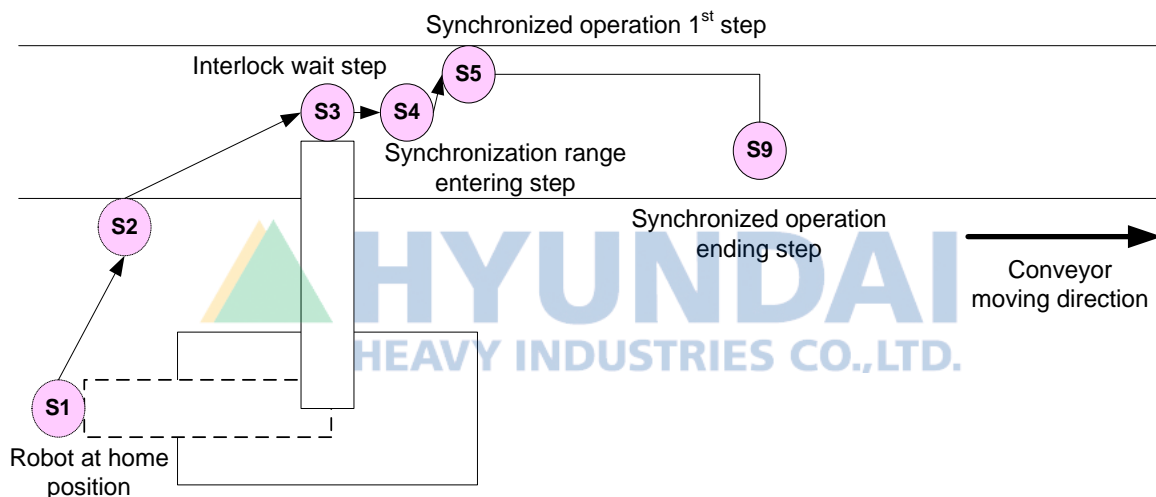 Synchronized operation 1st step
Interlock wait step
S5
S3
S4
Synchronization range
entering step
S9
S2
Synchronized operation
ending step
Conveyor
moving direction
HYUNDAI
HEAVY INDUSTRIES CO.,LTD.
S1
Robot at home
position